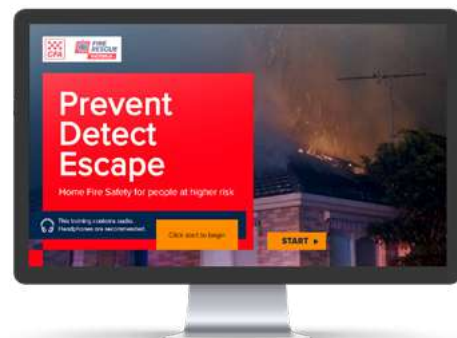 CFA
FIRE
RESCUE
VICTORIA
Prevent
Detect
Escape
Home Fire Safety for people at higher risk
This training contains audio.
Headphones are recommended.
Click start to begin
START